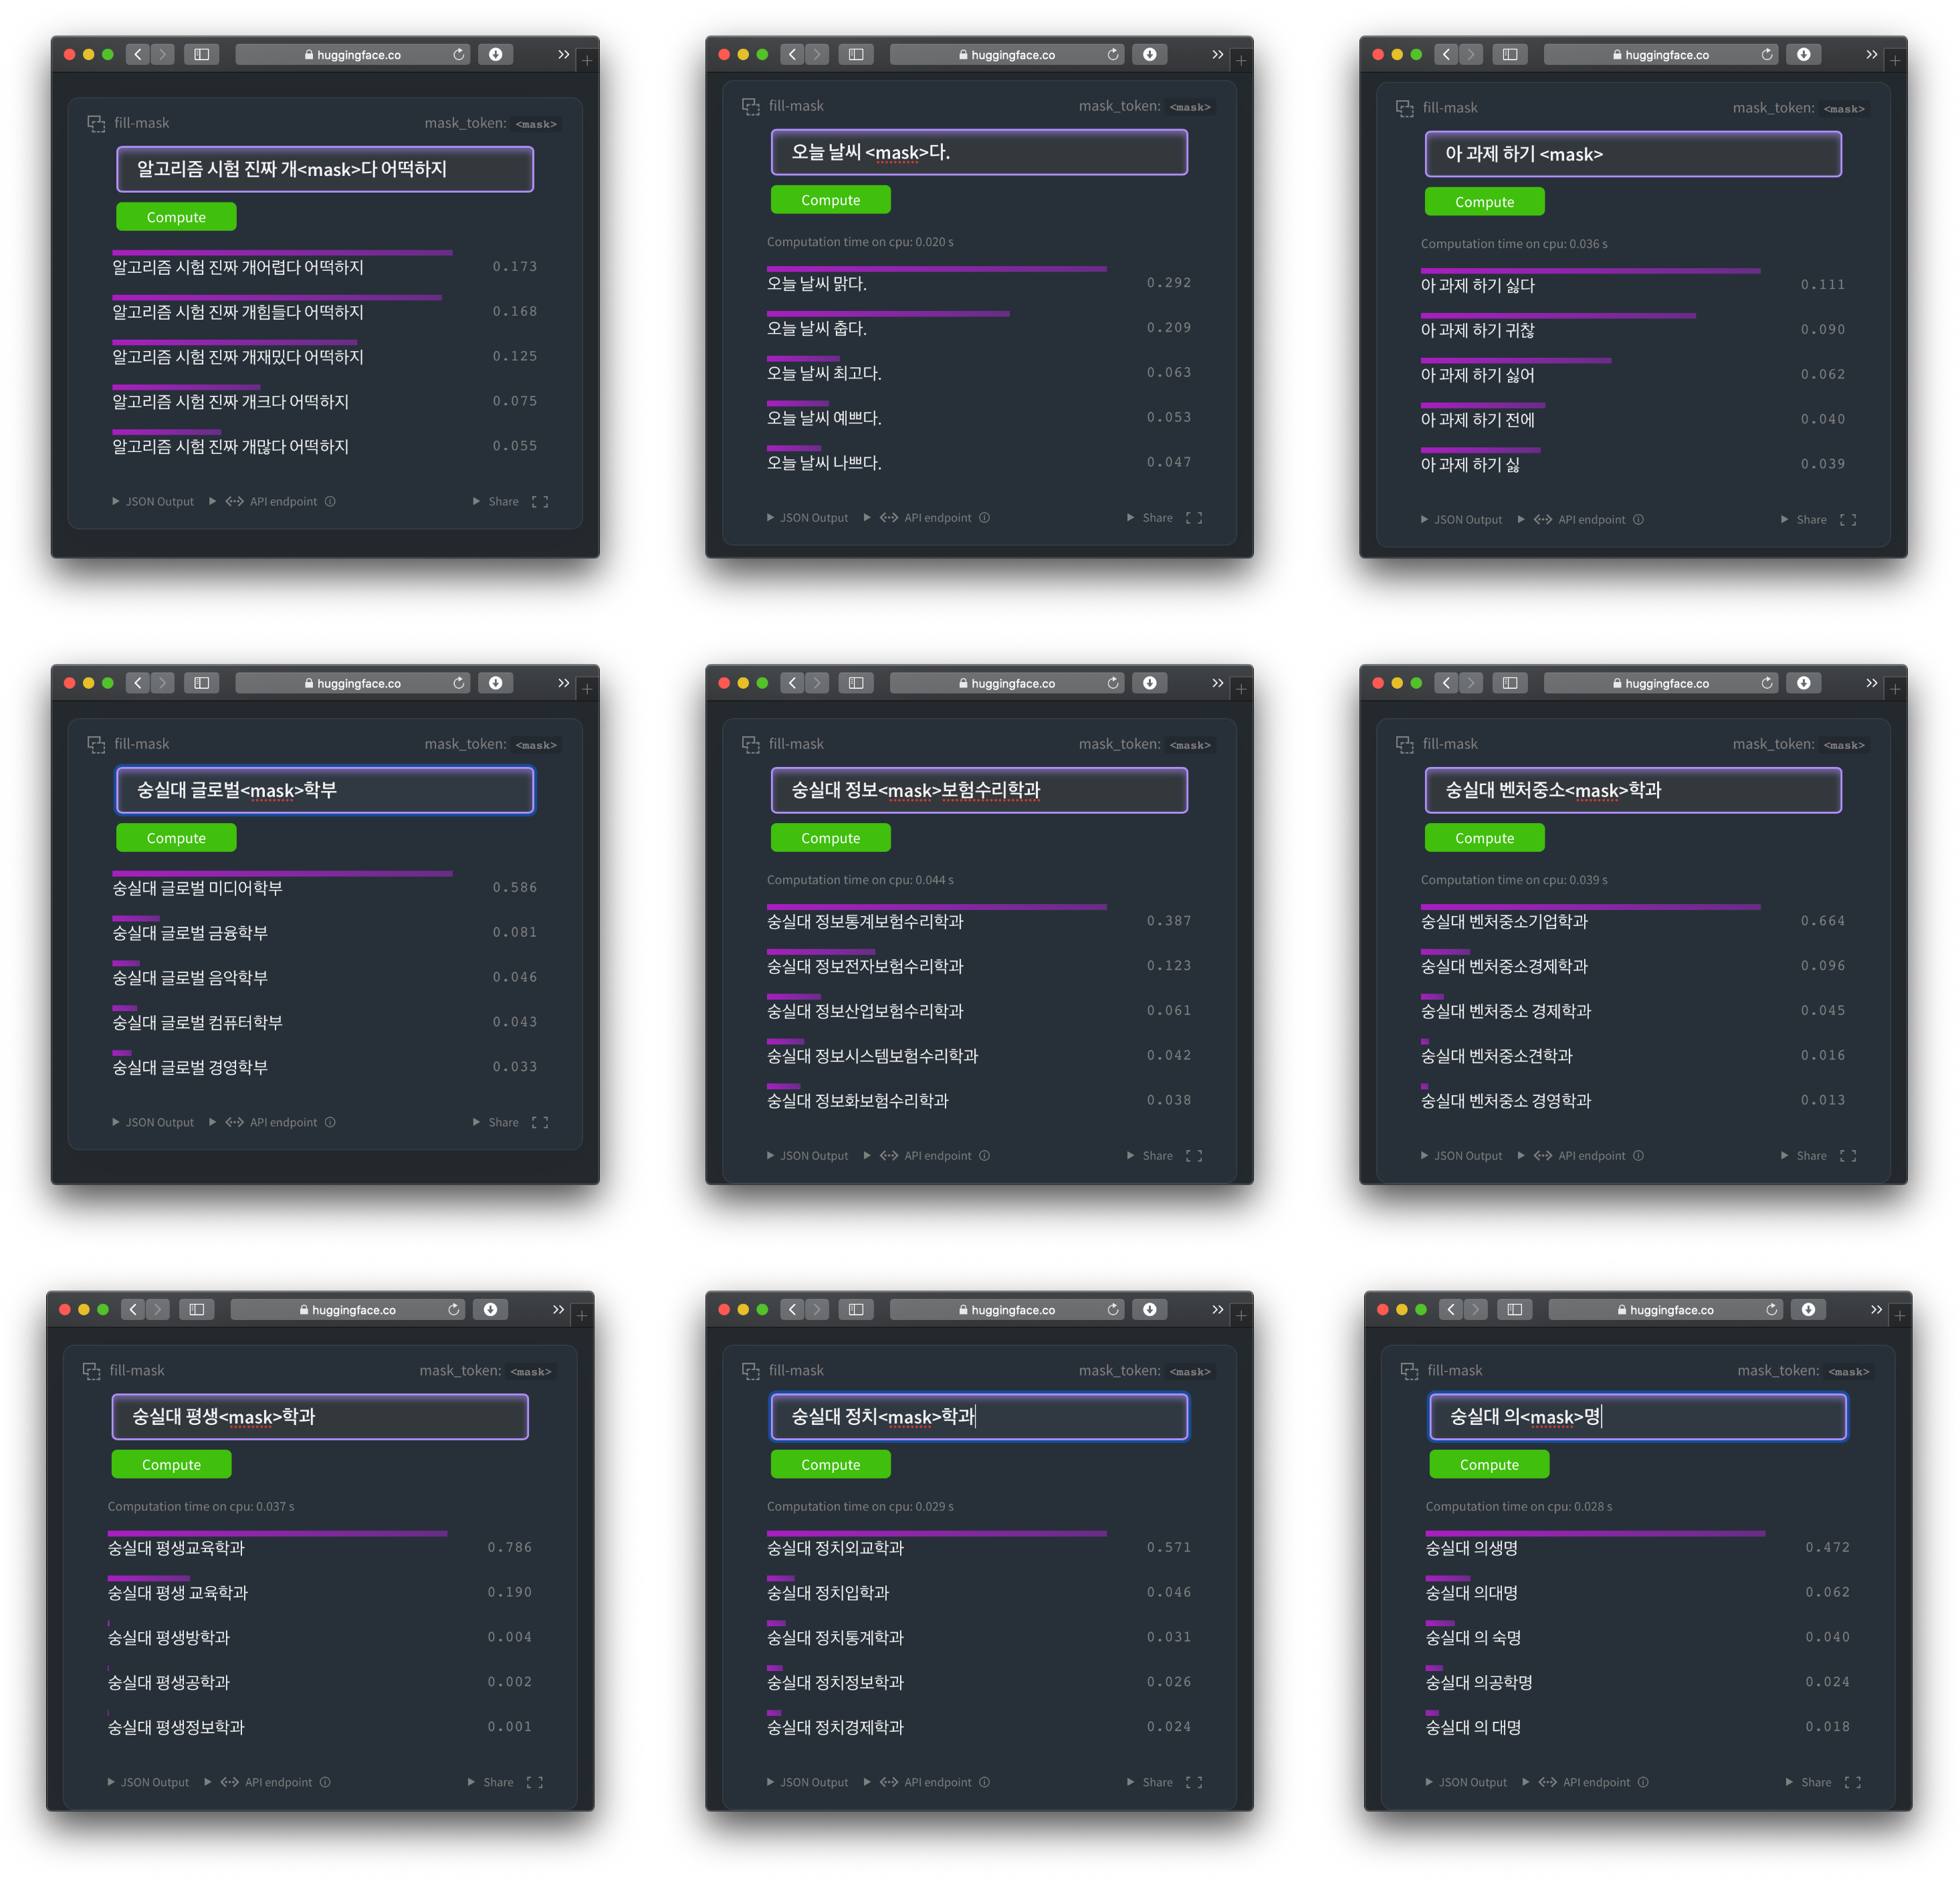 huggingface.co
fill-mask
mask_token: <mask>
알고리즘 시험 진짜 개<mask>다 어떡하지
Compute
알고리즘 시험 진짜 개어렵다 어떡하지 0.173
알고리즘 시험 진짜 개힘들다 어떡하지 0.168
알고리즘 시험 진짜 개재밌다 어떡하지 0.125
알고리즘 시험 진짜 개크다 어떡하지 0.075
알고리즘 시험 진짜 개많다 어떡하지 0.055
JSON Output API endpoint Share
huggingface.co
fill-mask
mask_token: <mask>
오늘 날씨 <mask>다.
Compute
Computation time on cpu: 0.020 s
오늘 날씨 맑다. 0.292
오늘 날씨 춥다. 0.209
오늘 날씨 최고다. 0.063
오늘 날씨 예쁘다. 0.053
오늘 날씨 나쁘다. 0.047
JSON Output API endpoint Share
huggingface.co
fill-mask
mask_token: <mask>
아 과제 하기 <mask>
Compute
Computation time on cpu: 0.036 s
아 과제 하기 싫다 0.111
아 과제 하기 귀찮 0.090
아 과제 하기 싫어 0.062
아 과제 하기 전에 0.040
아 과제 하기 싫 0.039
JSON Output API endpoint Share
huggingface.co
fill-mask
mask_token: <mask>
숭실대 글로벌<mask>학부
Compute
숭실대 글로벌 미디어학부 0.586
숭실대 글로벌 금융학부 0.081
숭실대 글로벌 음악학부 0.046
숭실대 글로벌 컴퓨터학부 0.043
숭실대 글로벌 경영학부 0.033
JSON Output API endpoint Share
huggingface.co
fill-mask
mask_token: <mask>
숭실대 정보<mask>보험수리학과
Compute
Computation time on cpu: 0.044 s
숭실대 정보통계보험수리학과 0.387
숭실대 정보전자보험수리학과 0.123
숭실대 정보산업보험수리학과 0.061
숭실대 정보시스템보험수리학과 0.042
숭실대 정보화보험수리학과 0.038
JSON Output API endpoint Share
huggingface.co
fill-mask
mask_token: <mask>
숭실대 벤처중소<mask>학과
Compute
Computation time on cpu: 0.039 s
숭실대 벤처중소기업학과 0.664
숭실대 벤처중소경제학과 0.096
숭실대 벤처중소 경제학과 0.045
숭실대 벤처중소견학과 0.016
숭실대 벤처중소 경영학과 0.013
JSON Output API endpoint Share
huggingface.co
fill-mask
mask_token: <mask>
숭실대 평생<mask>학과
Compute
Computation time on cpu: 0.037 s
숭실대 평생교육학과 0.786
숭실대 평생 교육학과 0.190
숭실대 평생방학과 0.004
숭실대 평생공학과 0.002
숭실대 평생정보학과 0.001
JSON Output API endpoint Share
huggingface.co
fill-mask
mask_token: <mask>
숭실대 정치<mask>학과
Compute
Computation time on cpu: 0.029 s
숭실대 정치외교학과 0.571
숭실대 정치입학과 0.046
숭실대 정치통계학과 0.031
숭실대 정치정보학과 0.026
숭실대 정치경제학과 0.024
JSON Output API endpoint Share
huggingface.co
fill-mask
mask_token: <mask>
숭실대 의<mask>명
Compute
Computation time on cpu: 0.028 s
숭실대 의생명 0.472
숭실대 의대명 0.062
숭실대 의 숙명 0.040
숭실대 의공학명 0.024
숭실대 의 대명 0.018
JSON Output API endpoint Share